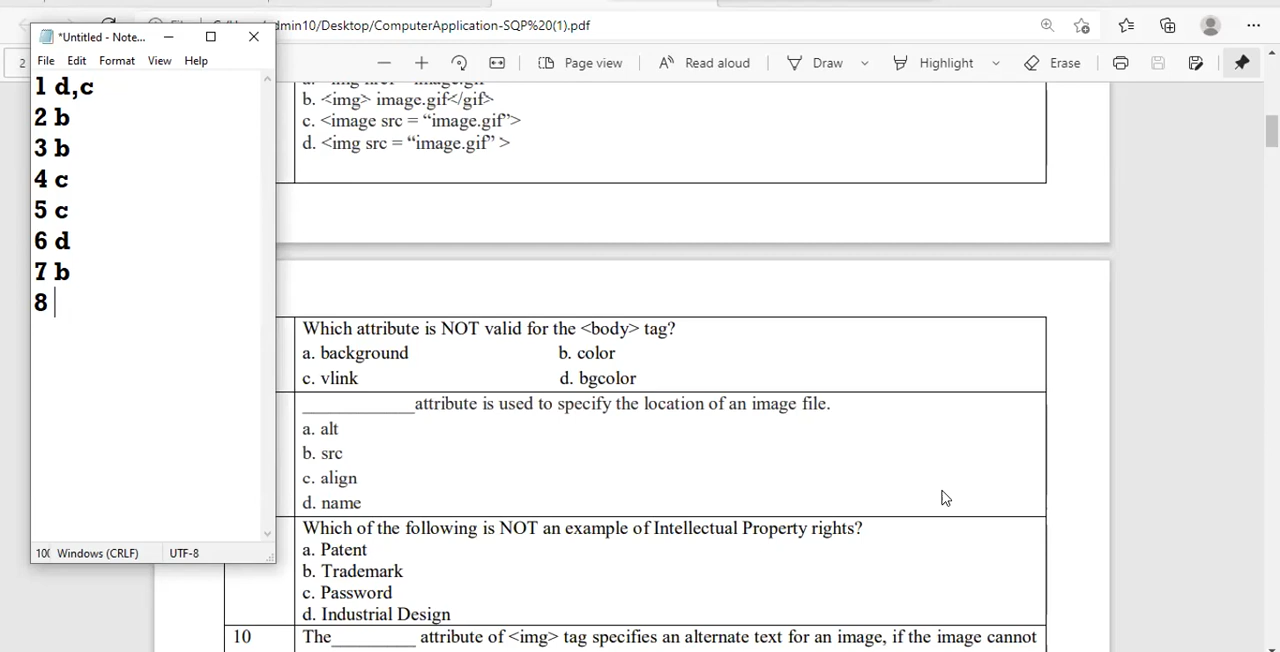 *Untitled - Note...
File Edit Format View Help
1 d,c
2 b
3 b
4 c
5 c
6 d
7 b
8
100 Windows (CRLF) UTF-8
dmin10/Desktop/ComputerApplication-SQP%20(1).pdf
2
Page view
Read aloud
Draw
Highlight
Erase
b. <img> image.gif</gif>
c. <image src = “image.gif”>
d. <img src = “image.gif” >
Which attribute is NOT valid for the <body> tag?
a. background b. color
c. vlink d. bgcolor
____________attribute is used to specify the location of an image file.
a. alt
b. src
c. align
d. name
Which of the following is NOT an example of Intellectual Property rights?
a. Patent
b. Trademark
c. Password
d. Industrial Design
10 The_________ attribute of <img> tag specifies an alternate text for an image, if the image cannot